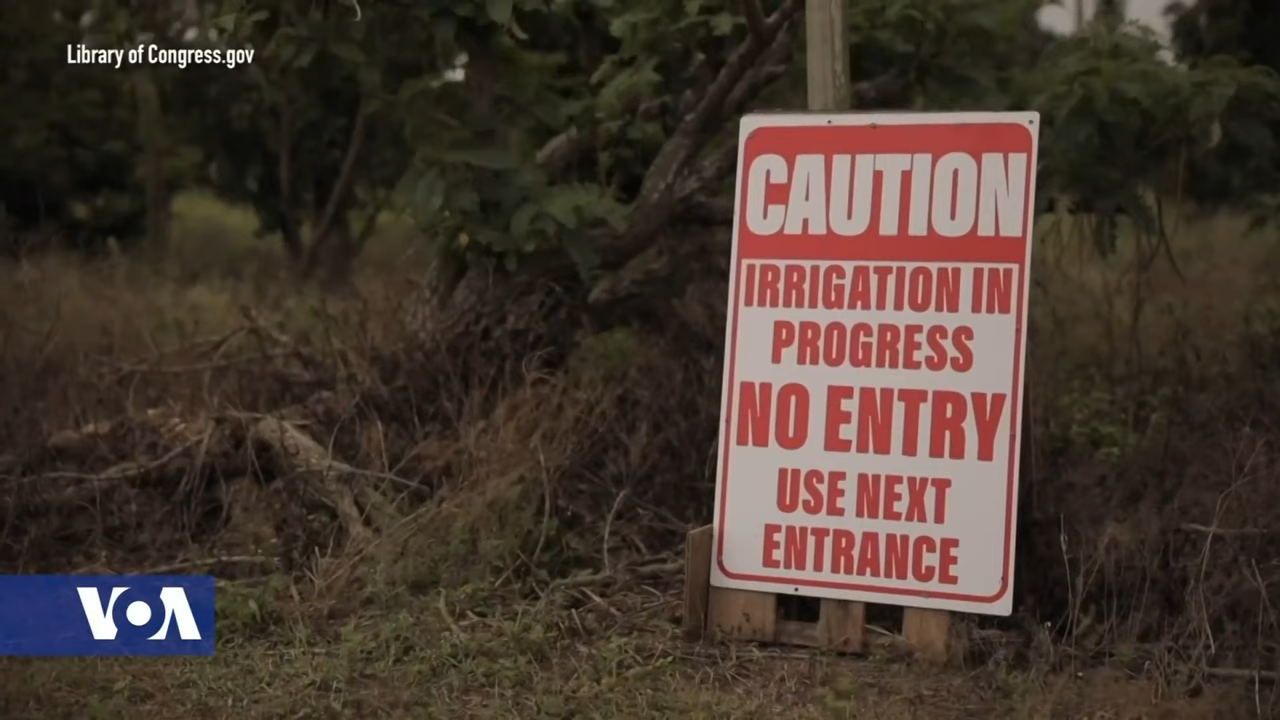 Library of Congress.gov
CAUTION
IRRIGATION IN
PROGRESS
NO ENTRY
USE NEXT
ENTRANCE
VOA